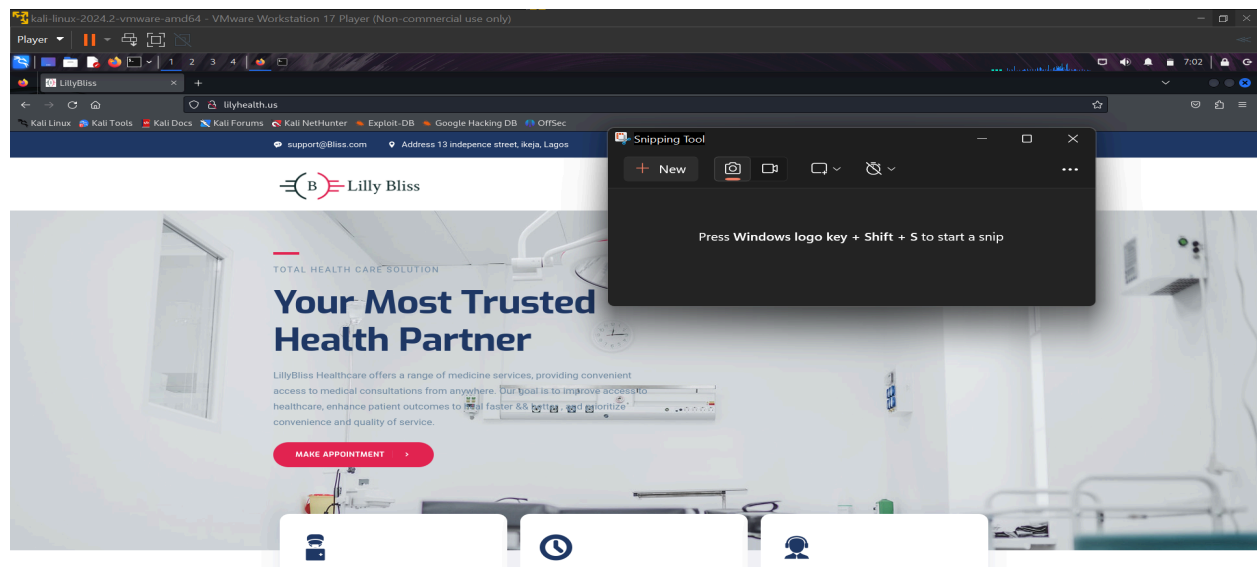 kali-linux-2024.2-vmware-amd64 - VMware Workstation 17 Player (Non-commercial use only)
Player
1 2 3 4
7:02
LillyBliss
lilyhealth.us
Kali Linux Kali Tools Kali Docs Kali Forums Kali NetHunter Exploit-DB Google Hacking DB OffSec
support@Bliss.com Address 13 indepence street, ikeja, Lagos
Snipping Tool
New
Press Windows logo key + Shift + S to start a snip
B Lilly Bliss
TOTAL HEALTH CARE SOLUTION
Your Most Trusted
Health Partner
LillyBliss Healthcare offers a range of medicine services, providing convenient
access to medical consultations from anywhere. Our goal is to improve access to
healthcare, enhance patient outcomes to heal faster && better, and prioritize
convenience and quality of service.
MAKE APPOINTMENT